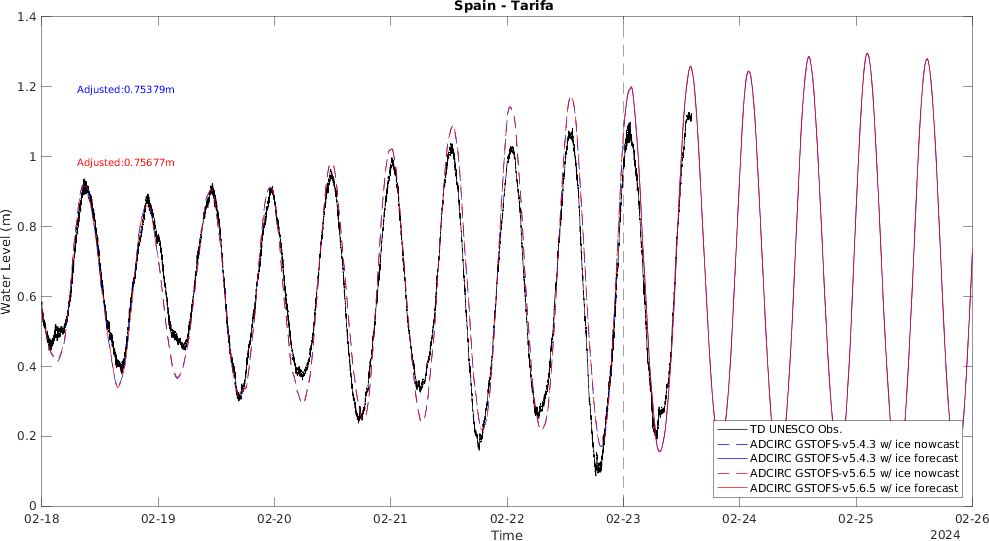 Spain - Tarifa
1.4
1.2
1
0.8
0.6
0.4
0.2
0
Water Level (m)
Adjusted:0.75379m
Adjusted:0.75677m
TD UNESCO Obs.
ADCIRC GSTOFS-v5.4.3 w/ ice nowcast
ADCIRC GSTOFS-v5.4.3 w/ ice forecast
ADCIRC GSTOFS-v5.6.5 w/ ice nowcast
ADCIRC GSTOFS-v5.6.5 w/ ice forecast
02-18 02-19 02-20 02-21 02-22 02-23 02-24 02-25 02-26
Time
2024